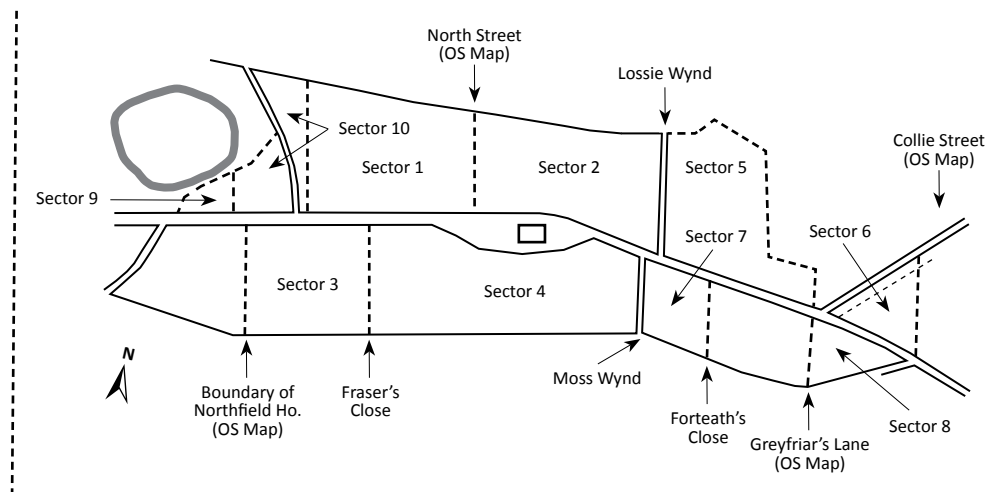 North Street
(OS Map)
Lossie Wynd
Collie Street
(OS Map)
Sector 10
Sector 1
Sector 2
Sector 5
Sector 9
Sector 7
Sector 6
Sector 3
Sector 4
N
Moss Wynd
Boundary of
Northfield Ho.
(OS Map)
Fraser's
Close
Forteath's
Close
Greyfriar's Lane
(OS Map)
Sector 8